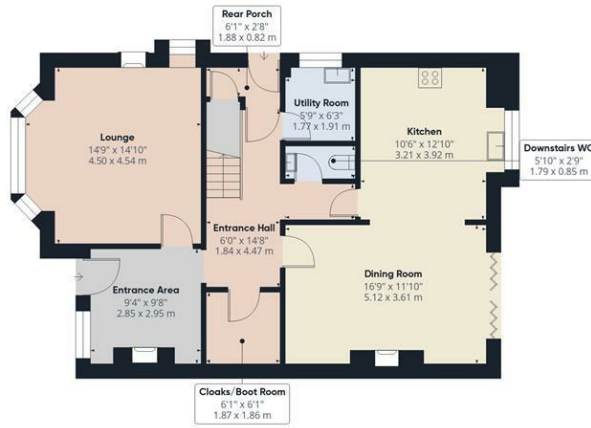 Rear Porch
6'1" x 2'8"
1.88 x 0.82 m
Lounge
14'9" x 14'10"
4.50 x 4.54 m
Utility Room
5'9" x 6'3"
1.77 x 1.91 m
Kitchen
10'6" x 12'10"
3.21 x 3.92 m
Downstairs WC
5'10" x 2'9"
1.79 x 0.85 m
Entrance Hall
6'0" x 14'8"
1.84 x 4.47 m
Entrance Area
9'4" x 9'8"
2.85 x 2.95 m
Dining Room
16'9" x 11'10"
5.12 x 3.61 m
Cloaks/Boot Room
6'1" x 6'1"
1.87 x 1.86 m